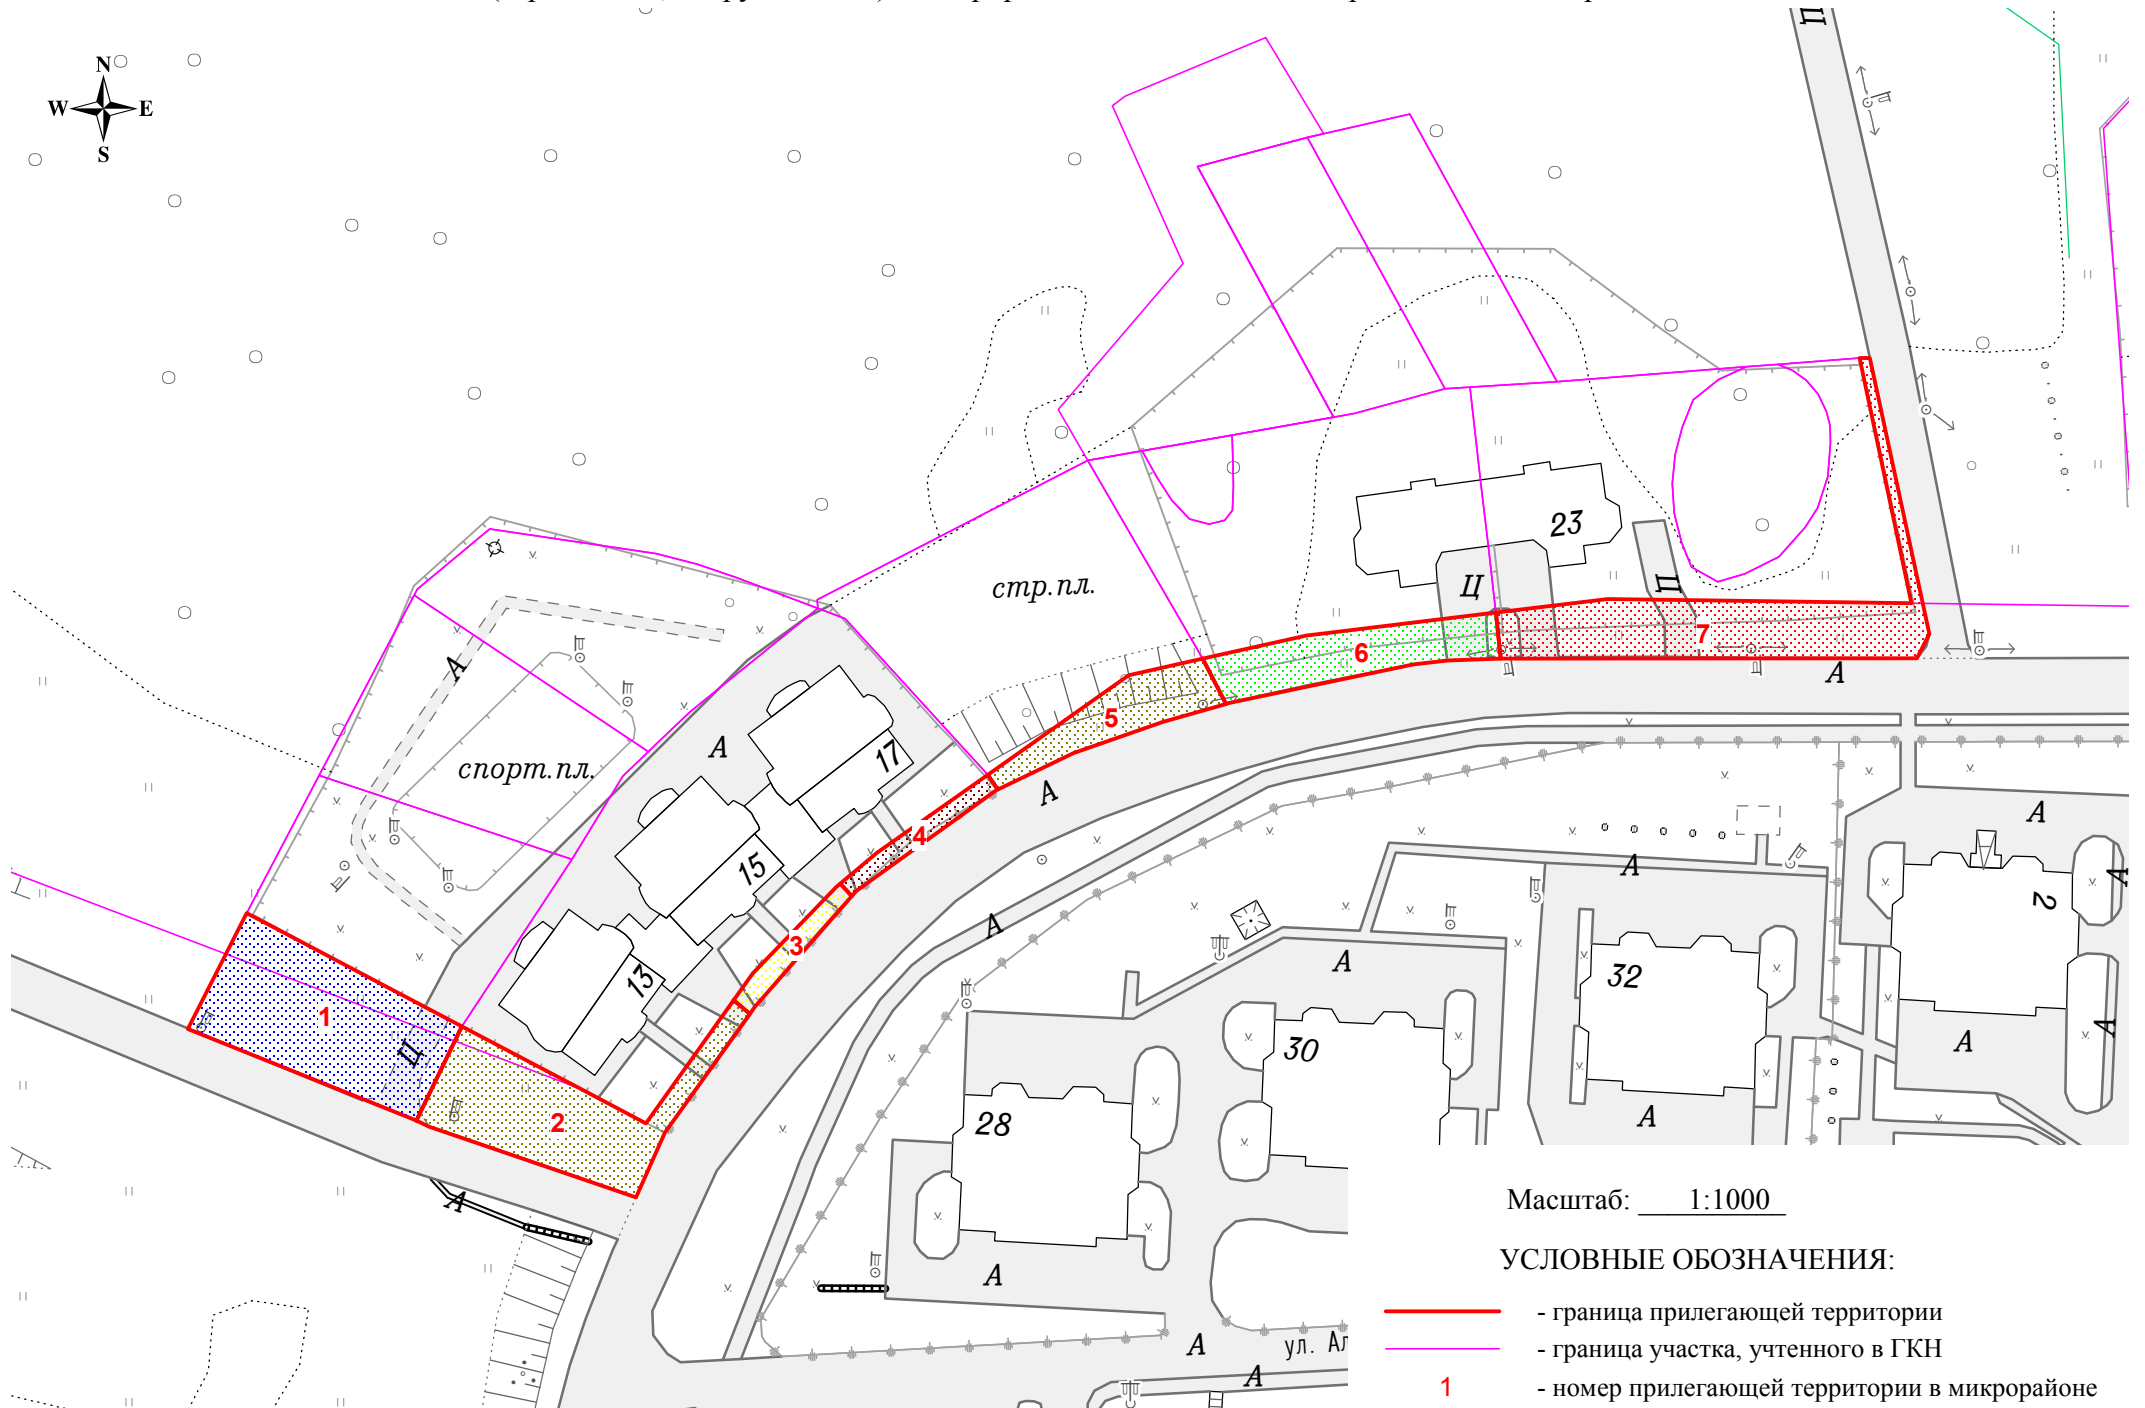 N
W E
S
Ц
23
Ц
Ц
стр.пл.
6
7
А
5
А
А
17
спорт.пл.
А
4
15
3
13
1
Ц
2
А
А
А
А
2
А
А
32
А
30
А
А
А
28
А
А
А
ул. Ал
А
Масштаб: 1:1000
УСЛОВНЫЕ ОБОЗНАЧЕНИЯ:
- граница прилегающей территории
- граница участка, учтенного в ГКН
1 - номер прилегающей территории в микрорайоне